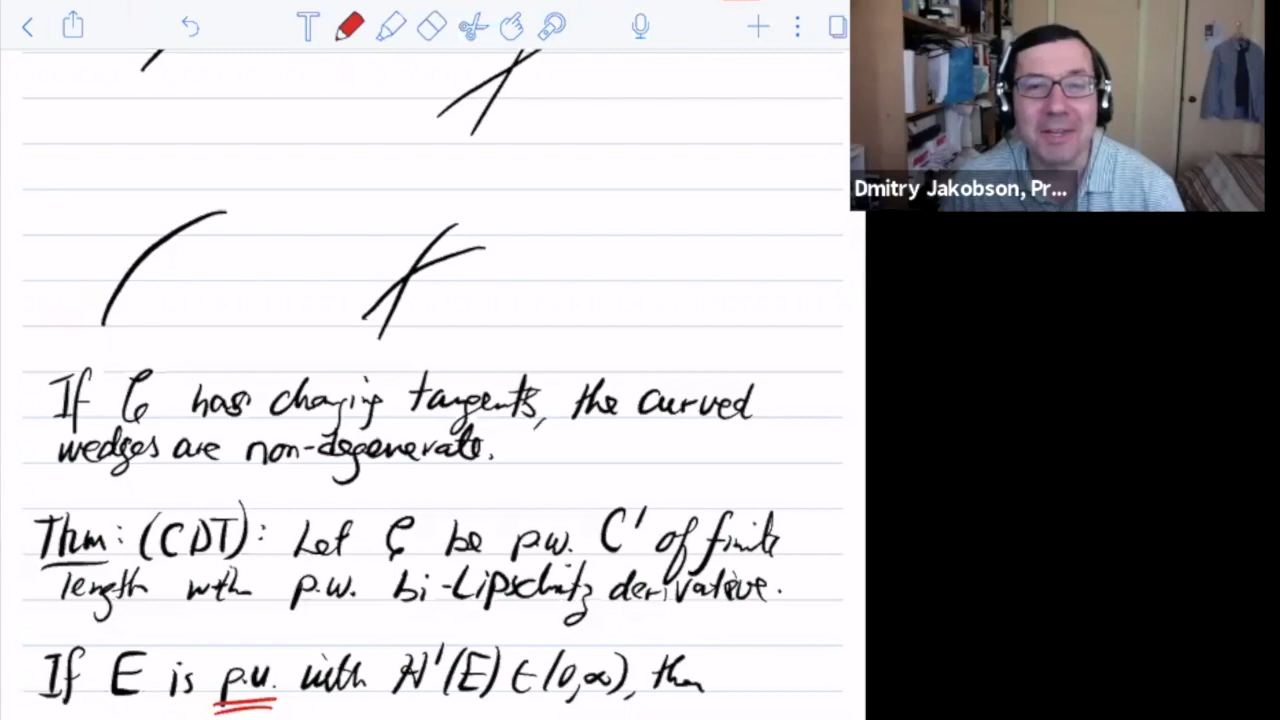 Dmitry Jakobson, Pr...
If C has changing tangents, the curved
wedges are non-degenerate.
Thm: (CDT): Let C be p.w. C¹ of finite
length with p.w. bi-Lipschitz derivative.
If E is p.u. with H¹(E) ∈ (0,∞), then